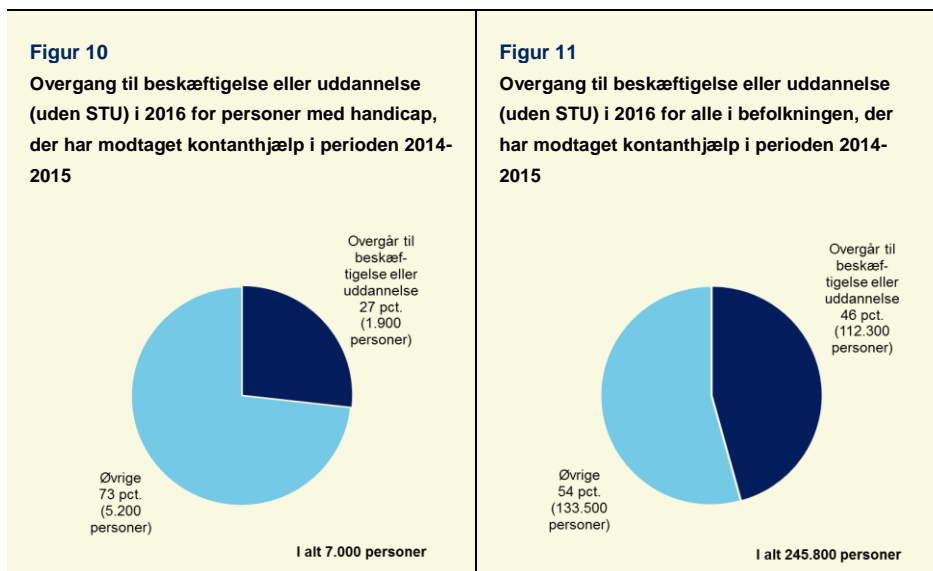 Figur 10
Overgang til beskæftigelse eller uddannelse
(uden STU) i 2016 for personer med handicap,
der har modtaget kontanthjælp i perioden 2014-
2015
Overgår til
beskæf-
tigelse eller
uddannelse
27 pct.
(1.900
personer)
Øvrige
73 pct.
(5.200
personer)
I alt 7.000 personer
Figur 11
Overgang til beskæftigelse eller uddannelse
(uden STU) i 2016 for alle i befolkningen, der
har modtaget kontanthjælp i perioden 2014-
2015
Overgår til
beskæf-
tigelse eller
uddannelse
46 pct.
(112.300
personer)
Øvrige
54 pct.
(133.500
personer)
I alt 245.800 personer